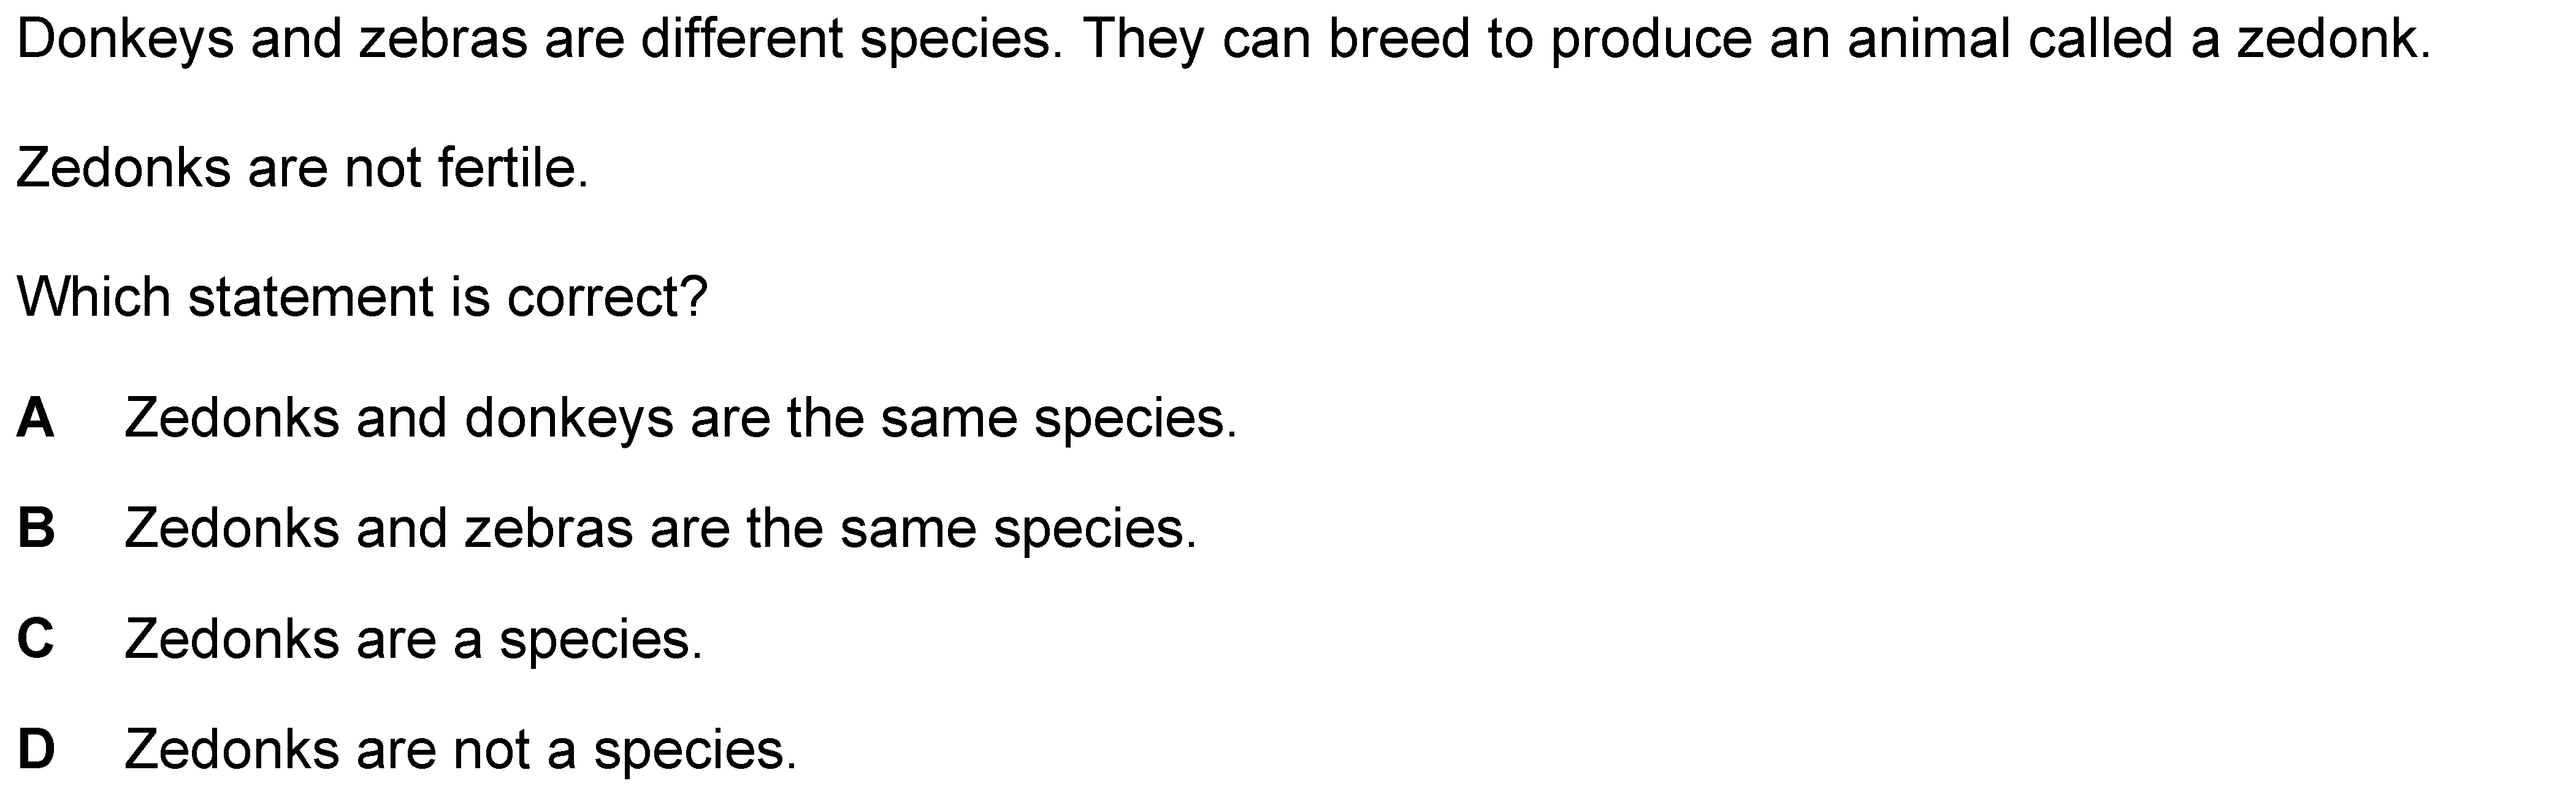 Donkeys and zebras are different species. They can breed to produce an animal called a zedonk.
Zedonks are not fertile.
Which statement is correct?
A Zedonks and donkeys are the same species.
B Zedonks and zebras are the same species.
C Zedonks are a species.
D Zedonks are not a species.